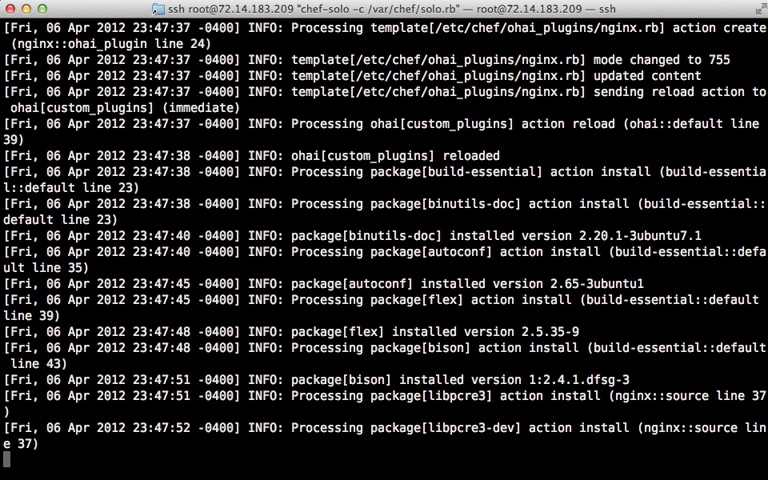 ssh root@72.14.183.209 "chef-solo -c /var/chef/solo.rb" — root@72.14.183.209 — ssh
[Fri, 06 Apr 2012 23:47:37 -0400] INFO: Processing template[/etc/chef/ohai_plugins/nginx.rb] action create
 (nginx::ohai_plugin line 24)
[Fri, 06 Apr 2012 23:47:37 -0400] INFO: template[/etc/chef/ohai_plugins/nginx.rb] mode changed to 755
[Fri, 06 Apr 2012 23:47:37 -0400] INFO: template[/etc/chef/ohai_plugins/nginx.rb] updated content
[Fri, 06 Apr 2012 23:47:37 -0400] INFO: template[/etc/chef/ohai_plugins/nginx.rb] sending reload action to
 ohai[custom_plugins] (immediate)
[Fri, 06 Apr 2012 23:47:37 -0400] INFO: Processing ohai[custom_plugins] action reload (ohai::default line
39)
[Fri, 06 Apr 2012 23:47:38 -0400] INFO: ohai[custom_plugins] reloaded
[Fri, 06 Apr 2012 23:47:38 -0400] INFO: Processing package[build-essential] action install (build-essentia
l::default line 23)
[Fri, 06 Apr 2012 23:47:38 -0400] INFO: Processing package[binutils-doc] action install (build-essential::
default line 23)
[Fri, 06 Apr 2012 23:47:40 -0400] INFO: package[binutils-doc] installed version 2.20.1-3ubuntu7.1
[Fri, 06 Apr 2012 23:47:40 -0400] INFO: Processing package[autoconf] action install (build-essential::defa
ult line 35)
[Fri, 06 Apr 2012 23:47:45 -0400] INFO: package[autoconf] installed version 2.65-3ubuntu1
[Fri, 06 Apr 2012 23:47:45 -0400] INFO: Processing package[flex] action install (build-essential::default
line 39)
[Fri, 06 Apr 2012 23:47:48 -0400] INFO: package[flex] installed version 2.5.35-9
[Fri, 06 Apr 2012 23:47:48 -0400] INFO: Processing package[bison] action install (build-essential::default
 line 43)
[Fri, 06 Apr 2012 23:47:51 -0400] INFO: package[bison] installed version 1:2.4.1.dfsg-3
[Fri, 06 Apr 2012 23:47:51 -0400] INFO: Processing package[libpcre3] action install (nginx::source line 37
)
[Fri, 06 Apr 2012 23:47:52 -0400] INFO: Processing package[libpcre3-dev] action install (nginx::source lin
e 37)